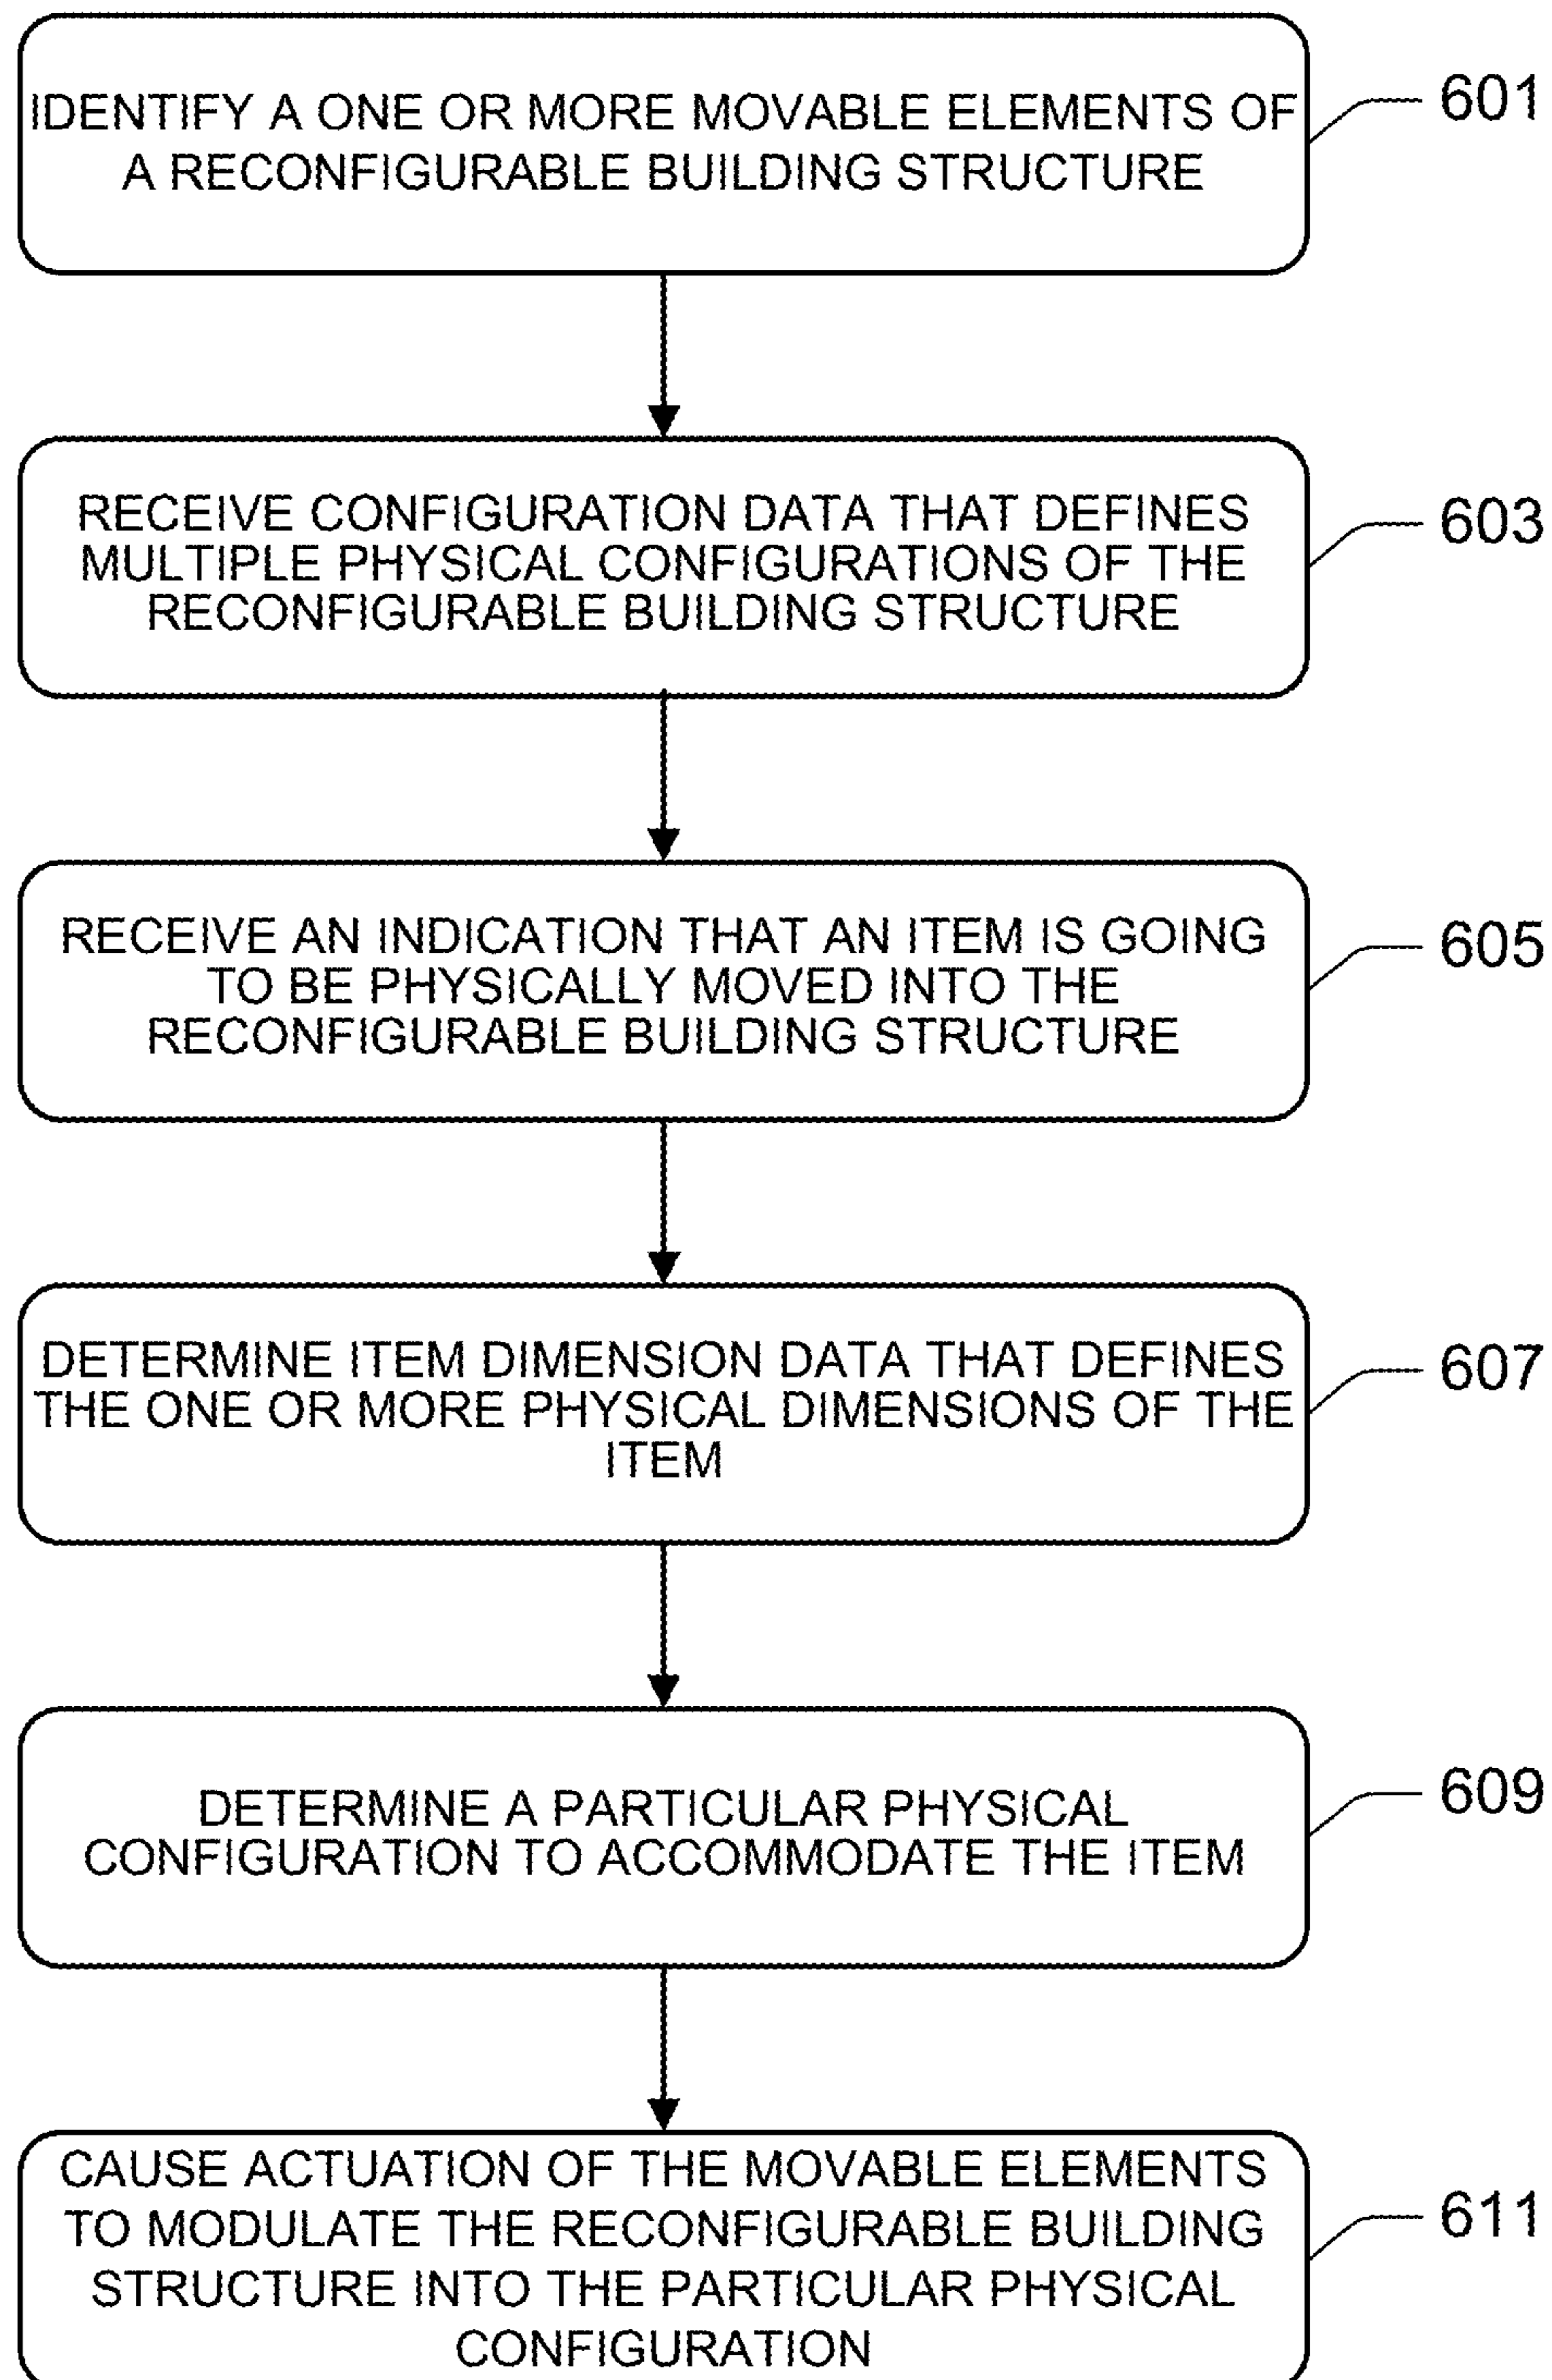 IDENTIFY A ONE OR MORE MOVABLE ELEMENTS OF
A RECONFIGURABLE BUILDING STRUCTURE
601
RECEIVE CONFIGURATION DATA THAT DEFINES
MULTIPLE PHYSICAL CONFIGURATIONS OF THE
RECONFIGURABLE BUILDING STRUCTURE
603
RECEIVE AN INDICATION THAT AN ITEM IS GOING
TO BE PHYSICALLY MOVED INTO THE
RECONFIGURABLE BUILDING STRUCTURE
605
DETERMINE ITEM DIMENSION DATA THAT DEFINES
THE ONE OR MORE PHYSICAL DIMENSIONS OF THE
ITEM
607
DETERMINE A PARTICULAR PHYSICAL
CONFIGURATION TO ACCOMMODATE THE ITEM
609
CAUSE ACTUATION OF THE MOVABLE ELEMENTS
TO MODULATE THE RECONFIGURABLE BUILDING
STRUCTURE INTO THE PARTICULAR PHYSICAL
CONFIGURATION
611